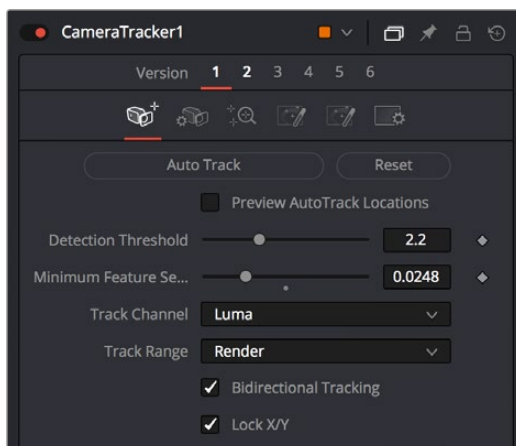 CameraTracker1
Version 1 2 3 4 5 6
Auto Track Reset
Preview AutoTrack Locations
Detection Threshold 2.2
Minimum Feature Se... 0.0248
Track Channel Luma
Track Range Render
Bidirectional Tracking
Lock X/Y